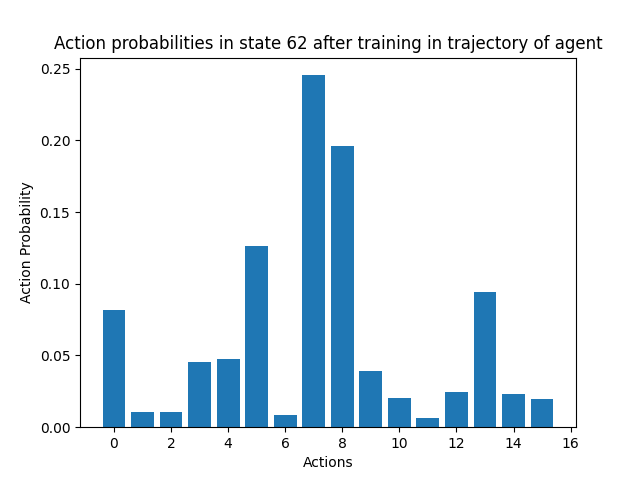 Action probabilities in state 62 after training in trajectory of agent
0.25
0.20
0.15
0.10
0.05
0.00
Action Probability
0 2 4 6 8 10 12 14 16
Actions